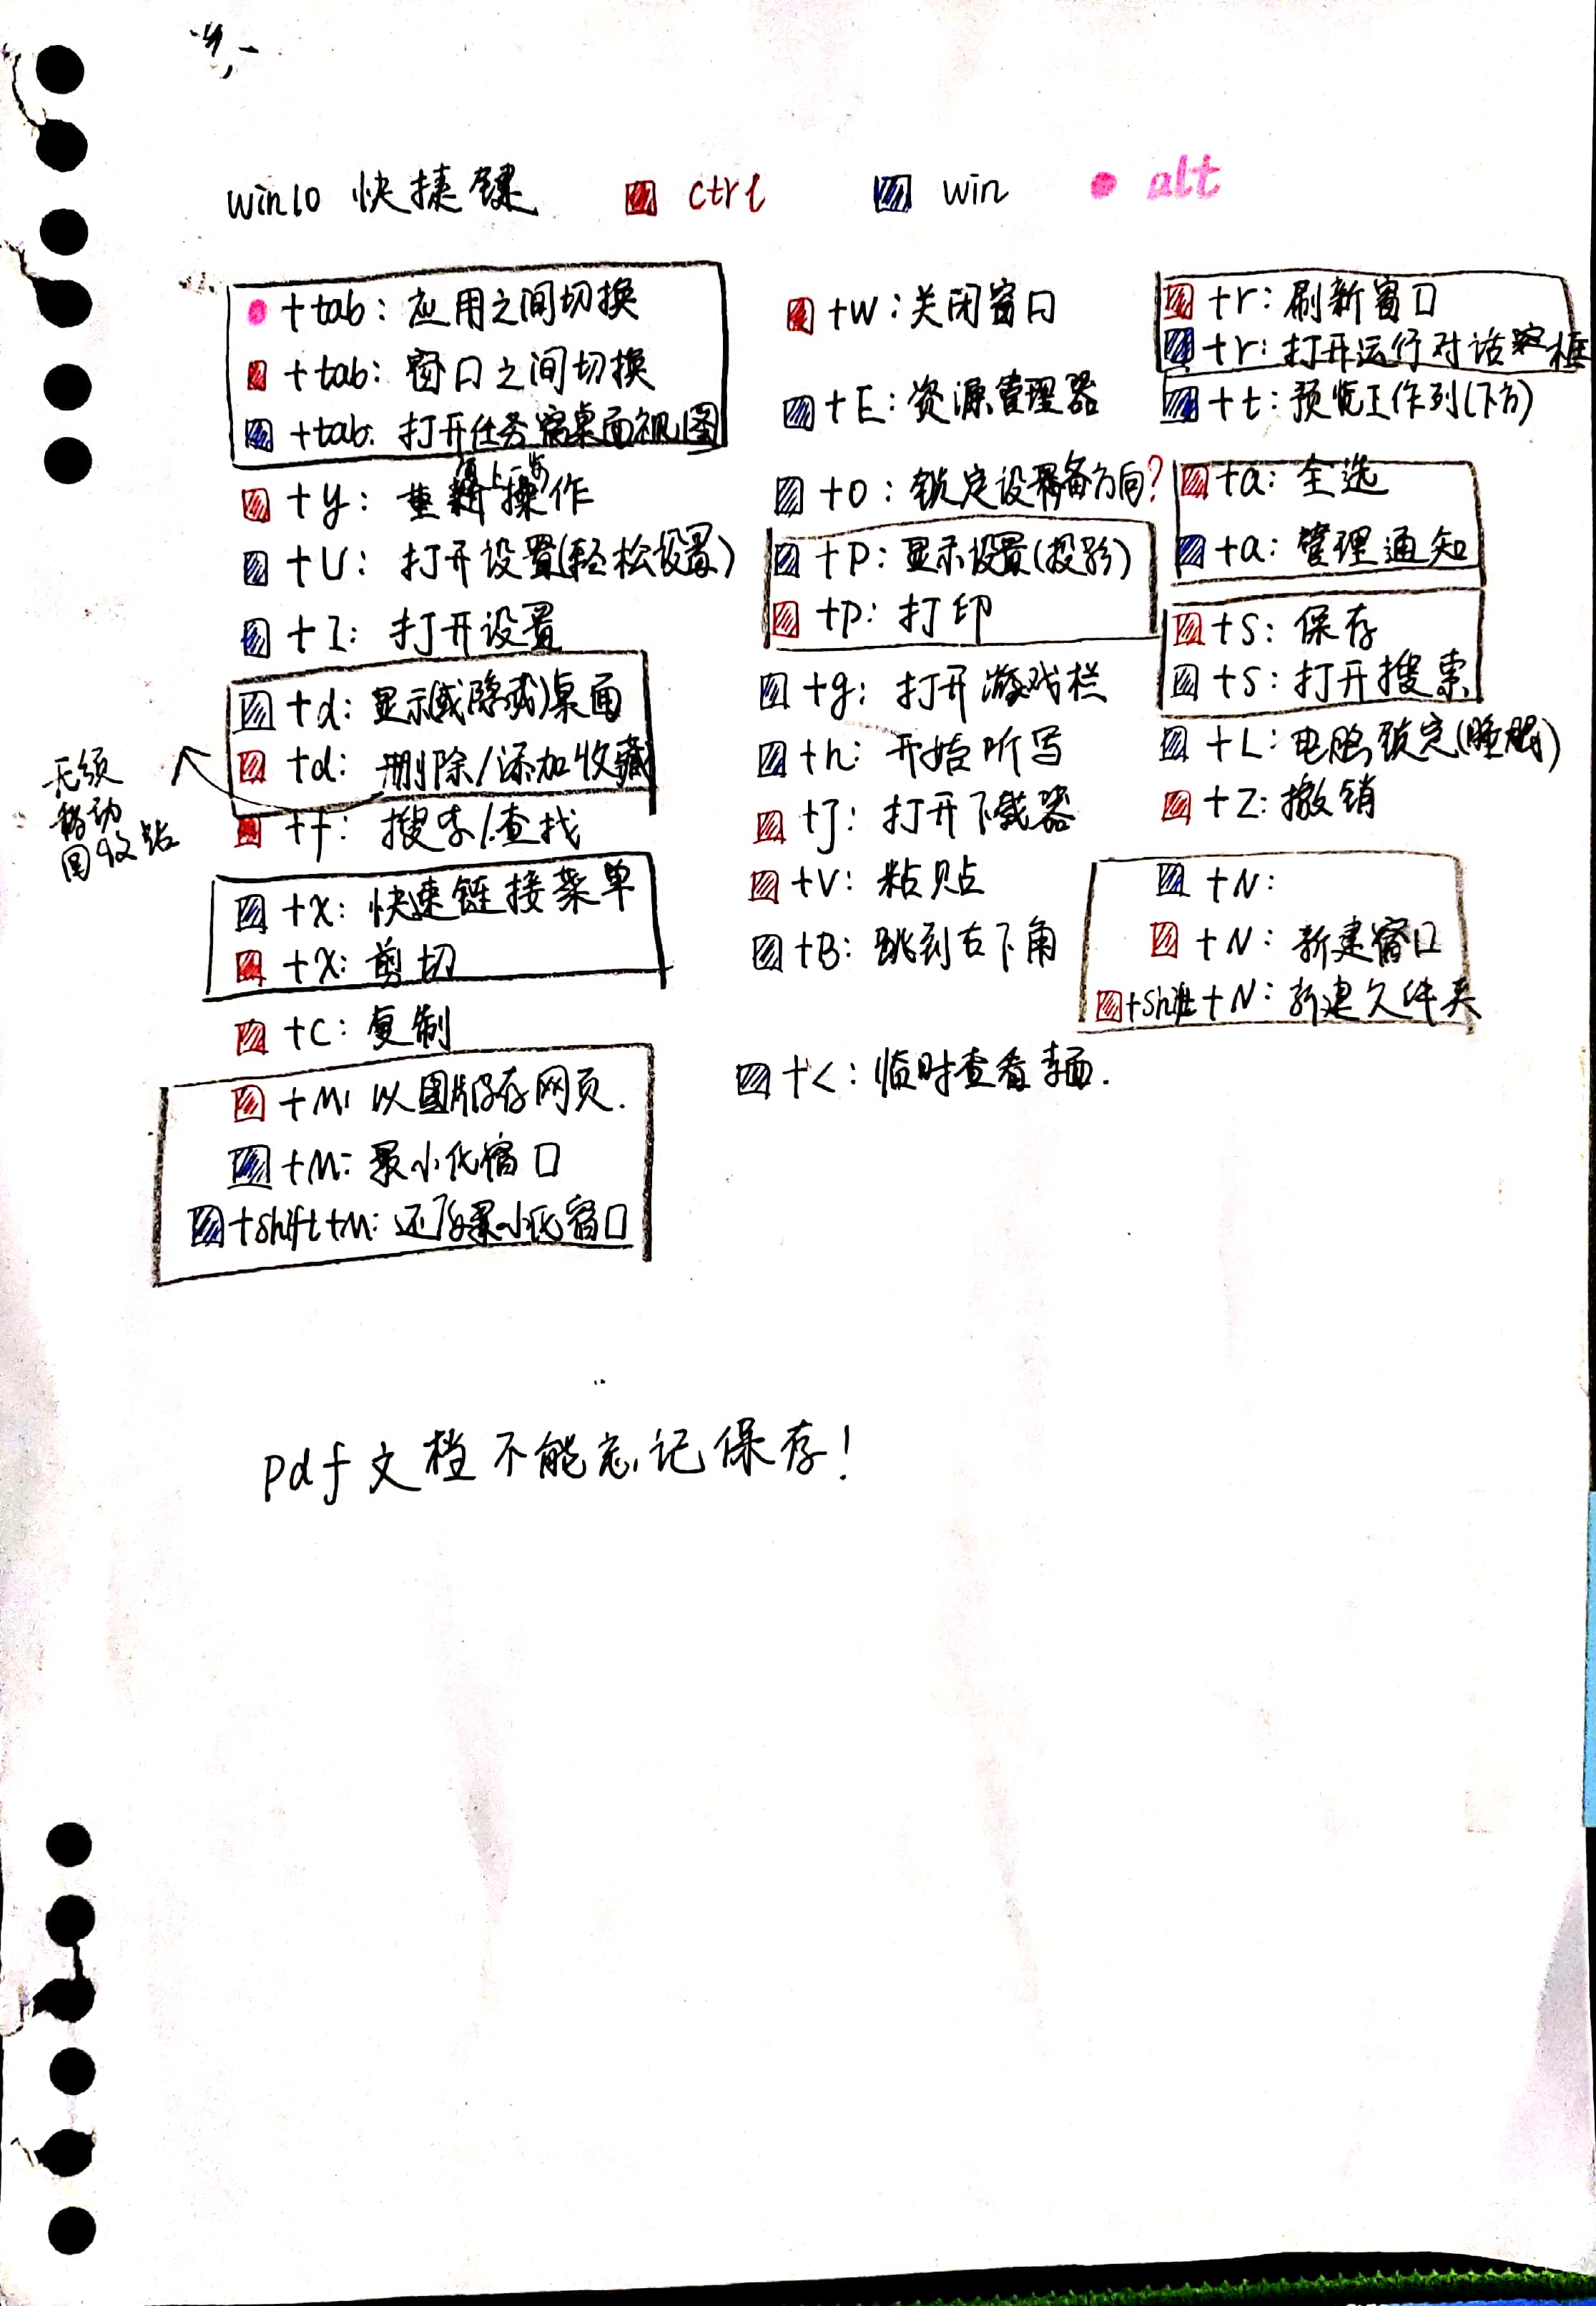 win10 快捷键 ctrl win alt
+tab: 应用之间切换
+tab: 窗口之间切换
+tab: 打开任务 桌面视图
+y: 重新操作
+U: 打开设置(轻松设置)
+I: 打开设置
+d: 显示(或隐藏)桌面
+d: 删除/添加收藏
无须
移动
回收站
+f: 搜索/查找
+x: 快速链接菜单
+x: 剪切
+c: 复制
+M: 以图片保存网页.
+M: 最小化窗口
+shift+M: 还原最小化窗口
+W: 关闭窗口
+E: 资源管理器
+o: 锁定设备方向?
+P: 显示设置(投影)
+p: 打印
+g: 打开游戏栏
+h: 开始听写
+J: 打开下载器
+V: 粘贴
+B: 跳到右下角
+<: 临时查看桌面.
+r: 刷新窗口
+r: 打开运行对话框
+t: 预览工作列(下方)
+a: 全选
+a: 管理通知
+S: 保存
+S: 打开搜索
+L: 电脑锁定(睡眠)
+Z: 撤销
+N:
+N: 新建窗口
+shift+N: 新建文件夹
pdf文档不能忘记保存!